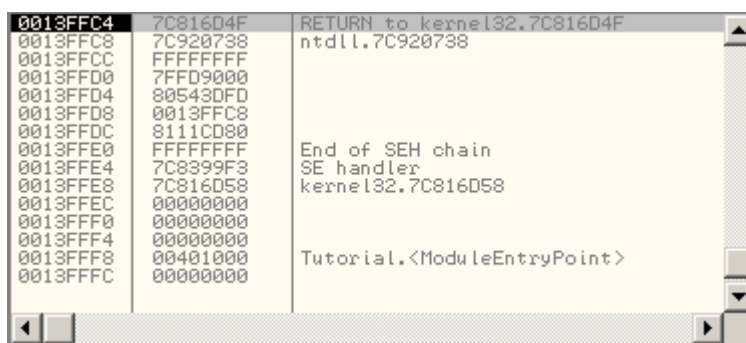 0013FFC4 7C816D4F RETURN to kernel32.7C816D4F
0013FFC8 7C920738 ntdll.7C920738
0013FFCC FFFFFFFF
0013FFD0 7FFD9000
0013FFD4 80543DFD
0013FFD8 0013FFC8
0013FFDC 8111CD80
0013FFE0 FFFFFFFF End of SEH chain
0013FFE4 7C8399F3 SE handler
0013FFE8 7C816D58 kernel32.7C816D58
0013FFEC 00000000
0013FFF0 00000000
0013FFF4 00000000
0013FFF8 00401000 Tutorial.<ModuleEntryPoint>
0013FFFC 00000000